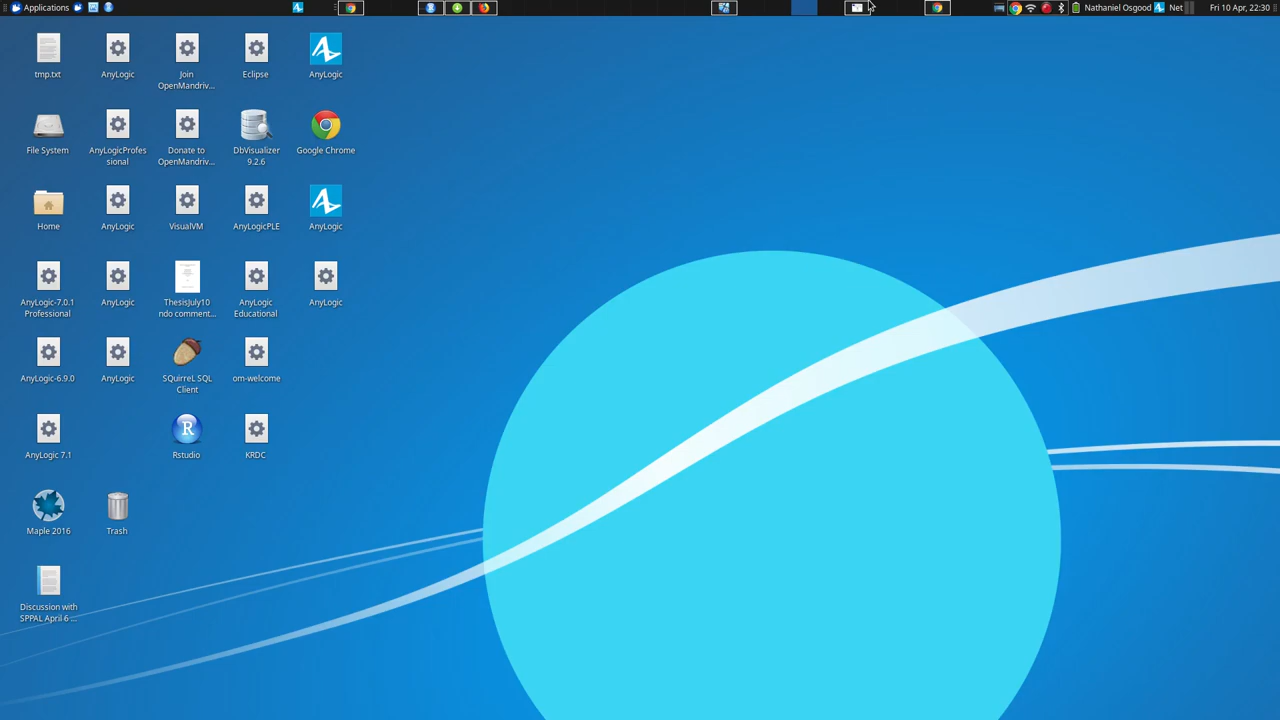 Applications
Nathaniel Osgood
Net
Fri 10 Apr, 22:30
tmp.txt
AnyLogic
Join
OpenMandriv...
Eclipse
AnyLogic
File System
AnyLogicProfes
sional
Donate to
OpenMandriv...
DbVisualizer
9.2.6
Google Chrome
Home
AnyLogic
VisualVM
AnyLogicPLE
AnyLogic
AnyLogic-7.0.1
Professional
AnyLogic
ThesisJuly10
ndo comment...
AnyLogic
Educational
AnyLogic
AnyLogic-6.9.0
AnyLogic
SQuirreL SQL
Client
om-welcome
AnyLogic 7.1
R
Rstudio
KRDC
Maple 2016
Trash
Discussion with
SPPAL April 6 ...